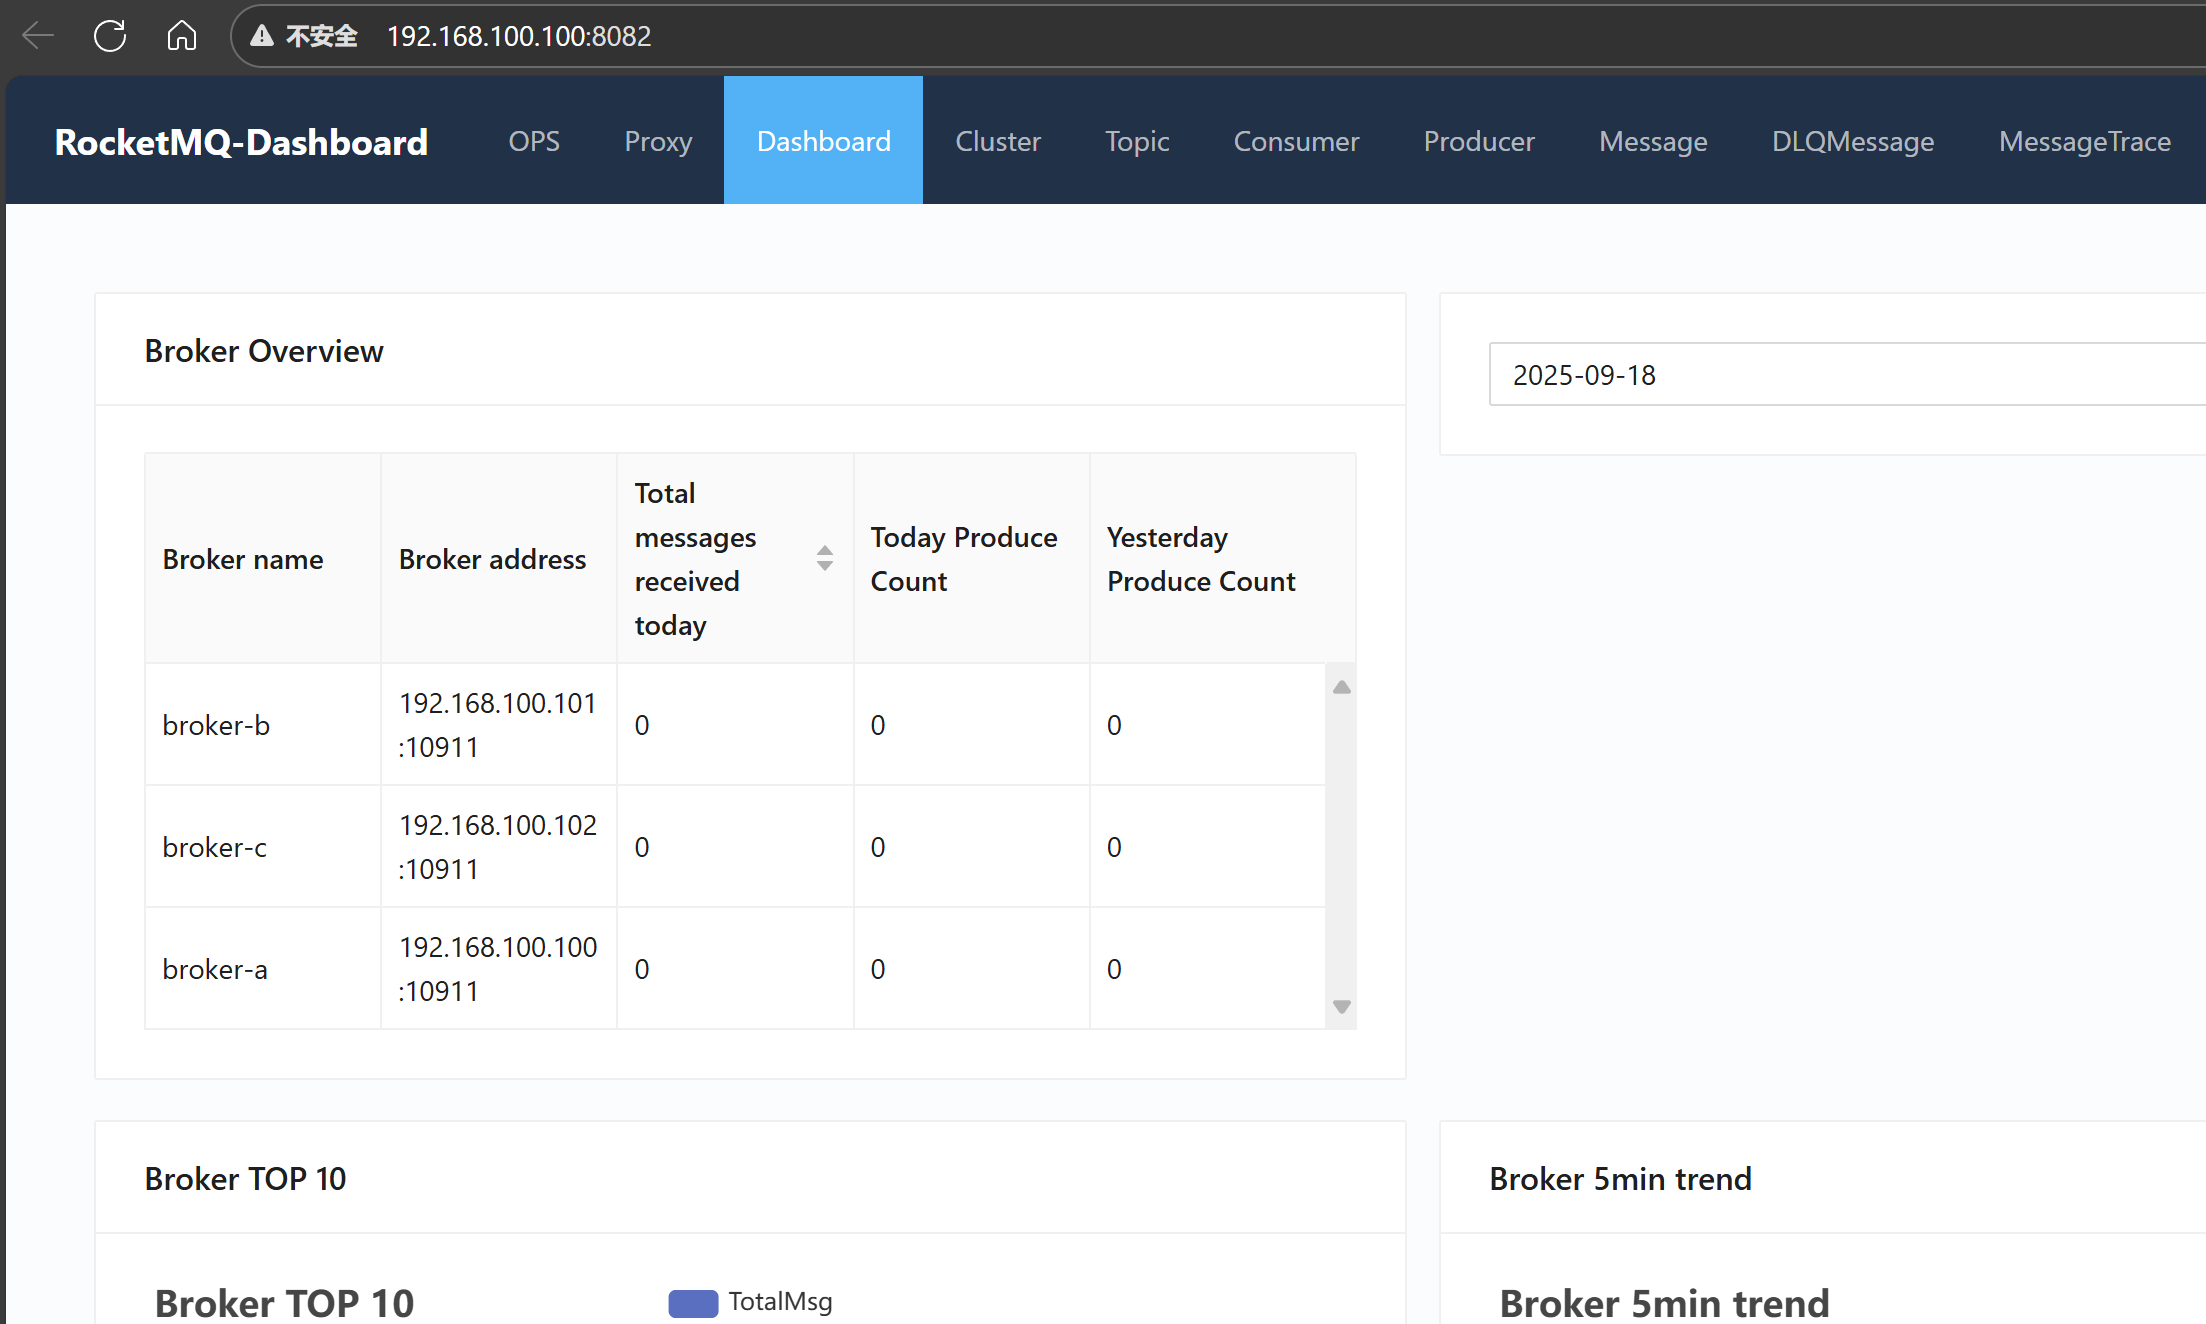 不安全 192.168.100.100:8082
RocketMQ-Dashboard OPS Proxy Dashboard Cluster Topic Consumer Producer Message DLQMessage MessageTrace
Broker Overview
2025-09-18
Broker name
Broker address
Total
messages
received
today
Today Produce
Count
Yesterday
Produce Count
broker-b
192.168.100.101
:10911
0
0
0
broker-c
192.168.100.102
:10911
0
0
0
broker-a
192.168.100.100
:10911
0
0
0
Broker TOP 10
Broker 5min trend
Broker TOP 10
TotalMsg
Broker 5min trend